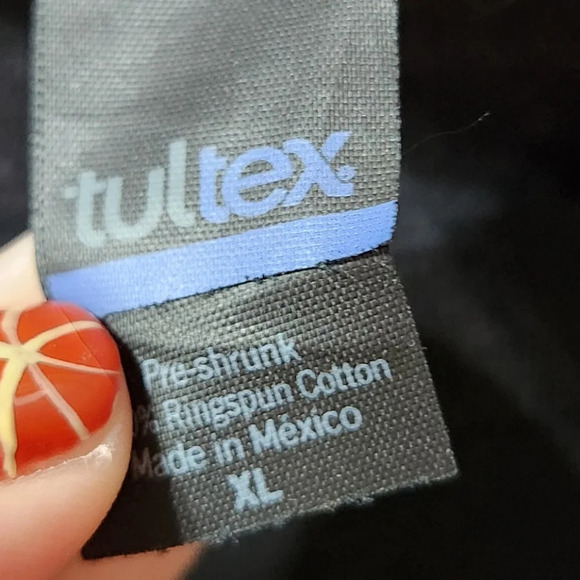 tultex
Pre-shrunk
% Ringspun Cotton
Made in México
XL